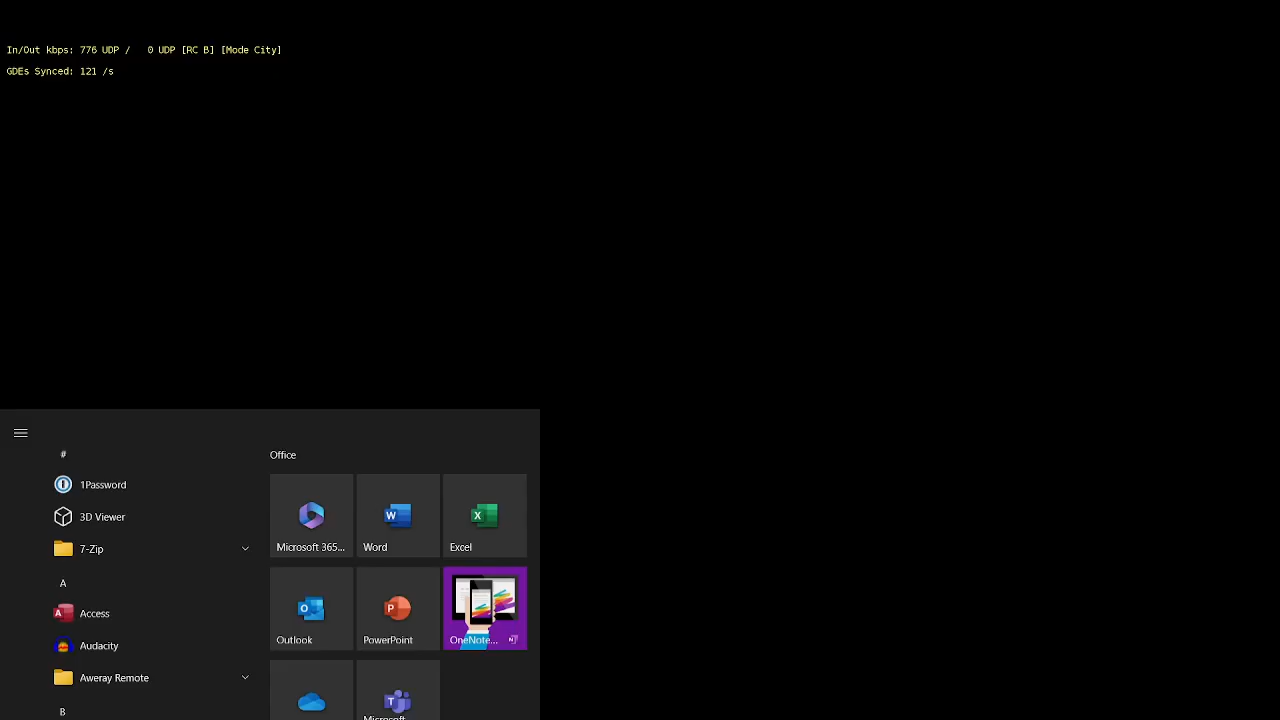 In/Out kbps: 776 UDP /   0 UDP [RC B] [Mode City]
GDEs Synced: 121 /s
#
Office
1Password
3D Viewer
7-Zip
Microsoft 365...
Word
Excel
A
Access
Audacity
Outlook
PowerPoint
OneNote...
Aweray Remote
B
Microsoft